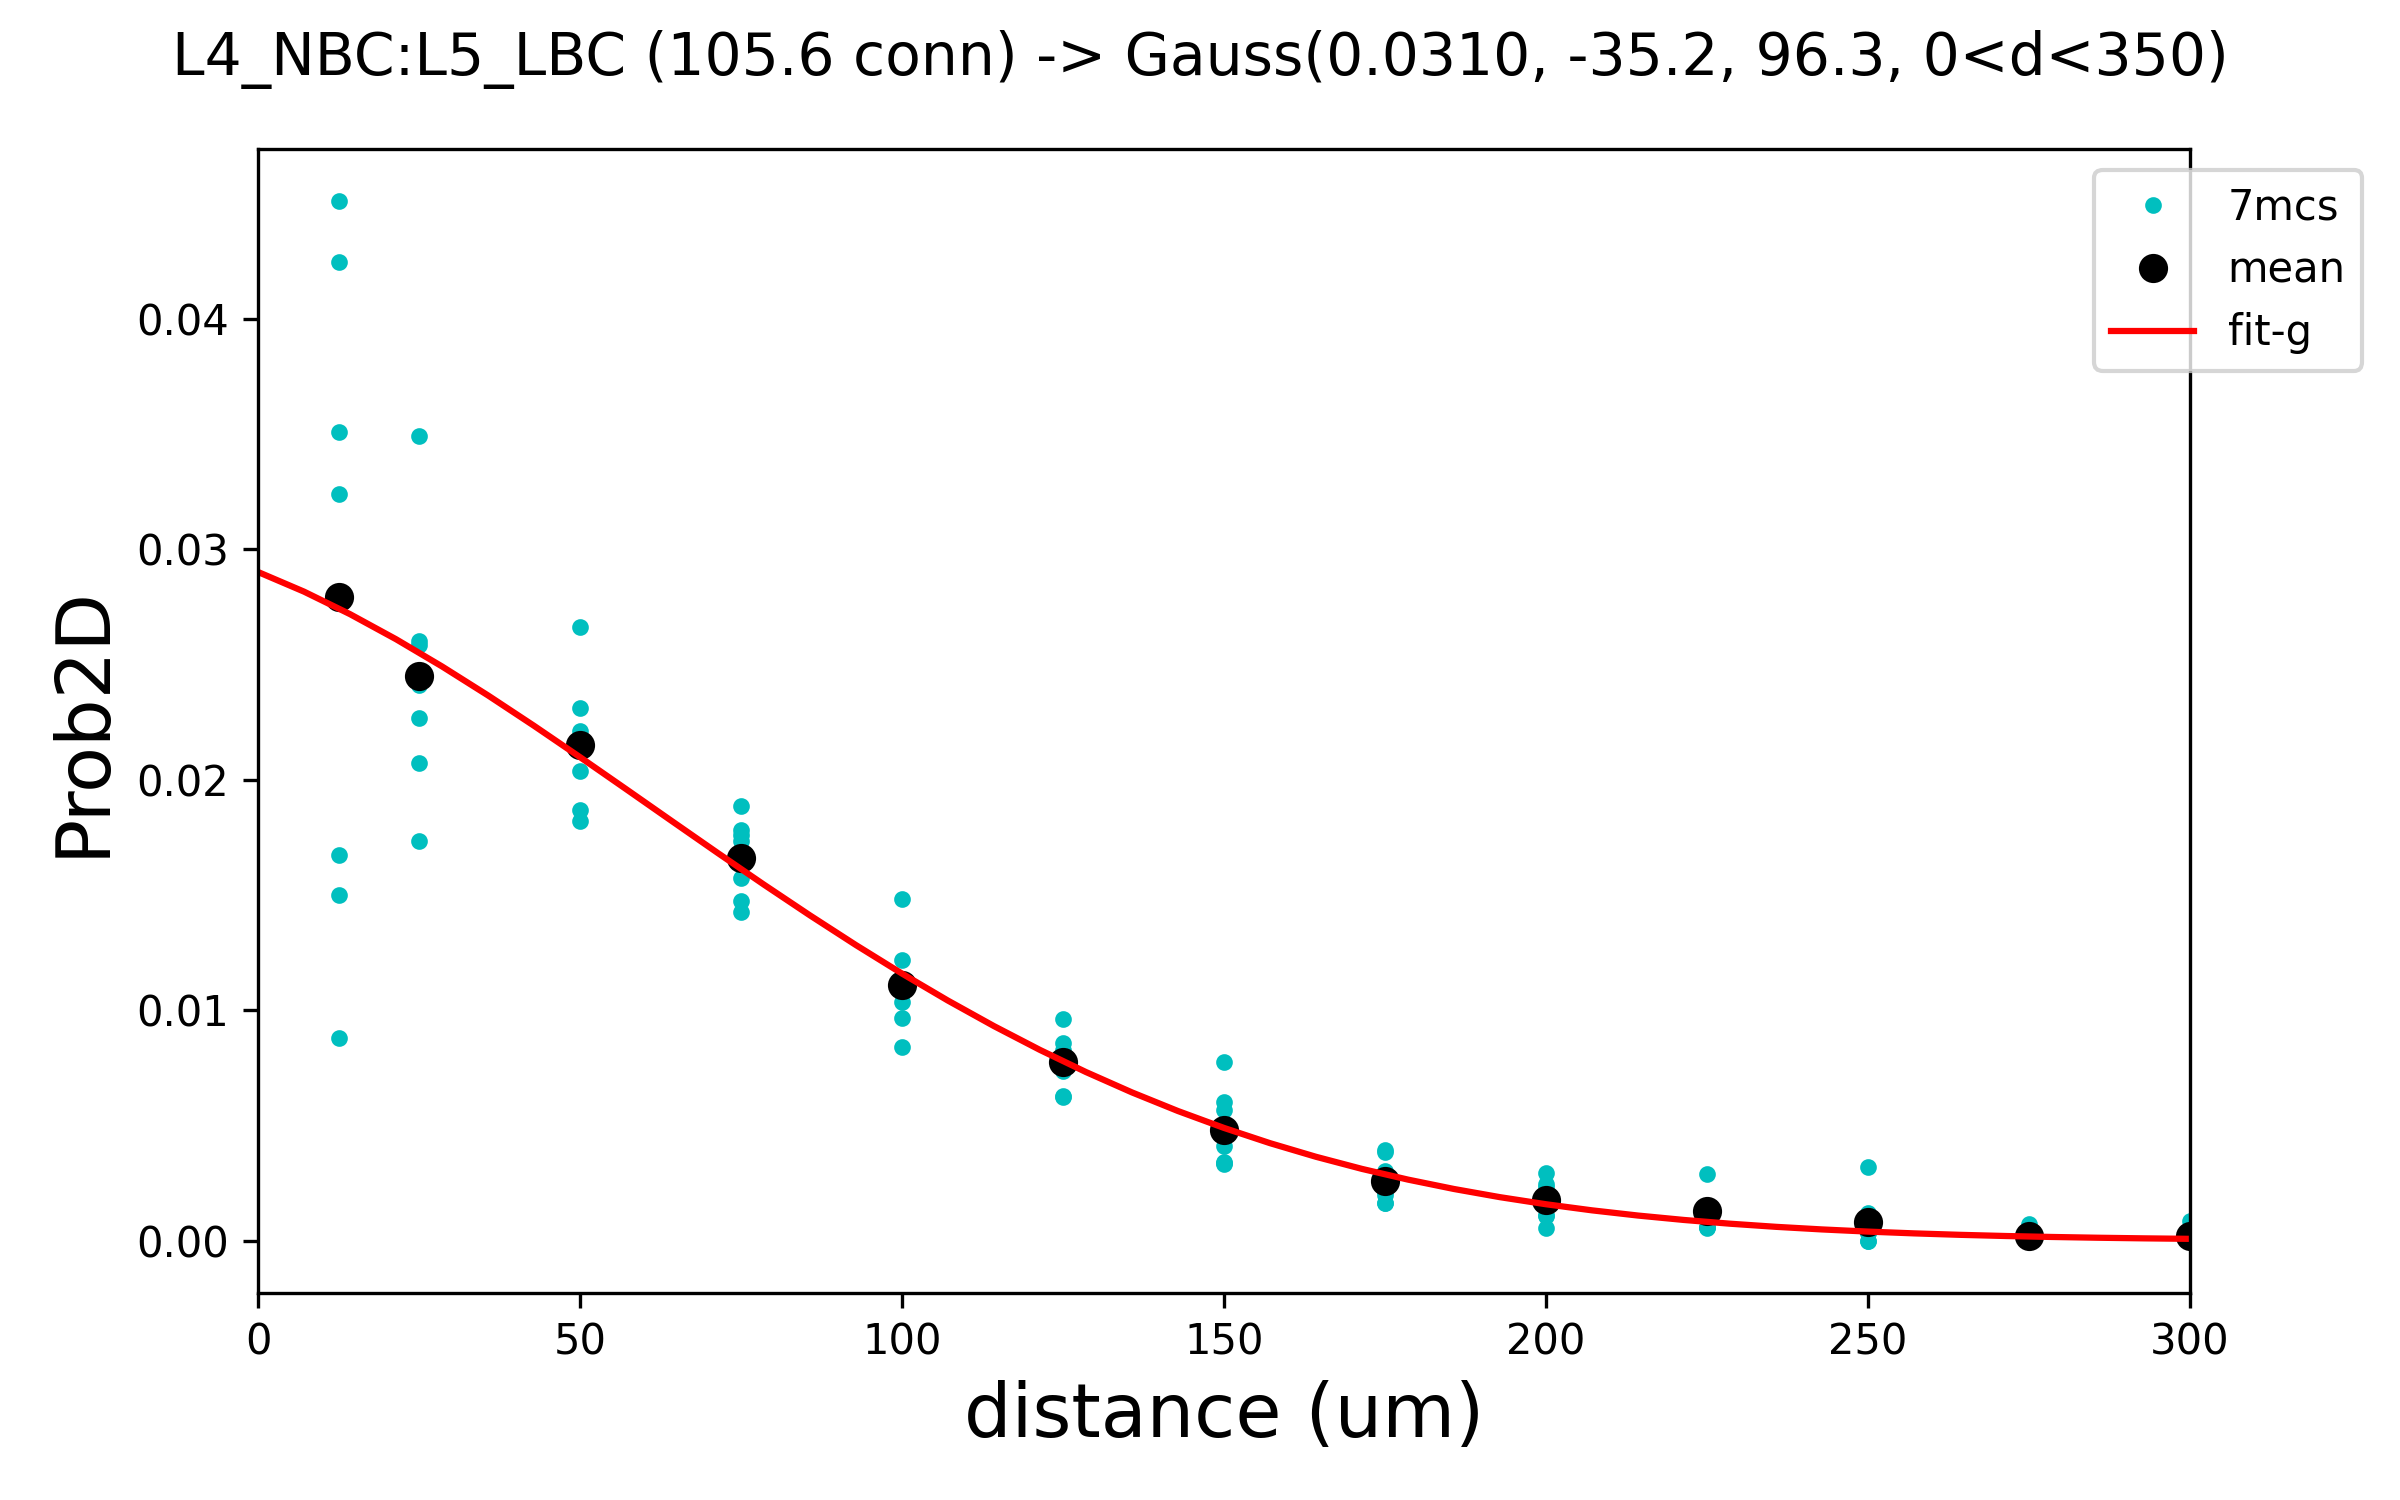 L4_NBC:L5_LBC (105.6 conn) -> Gauss(0.0310, -35.2, 96.3, 0<d<350)
7mcs
mean
fit-g
0.04
0.03
0.02
0.01
0.00
Prob2D
0 50 100 150 200 250 300
distance (um)